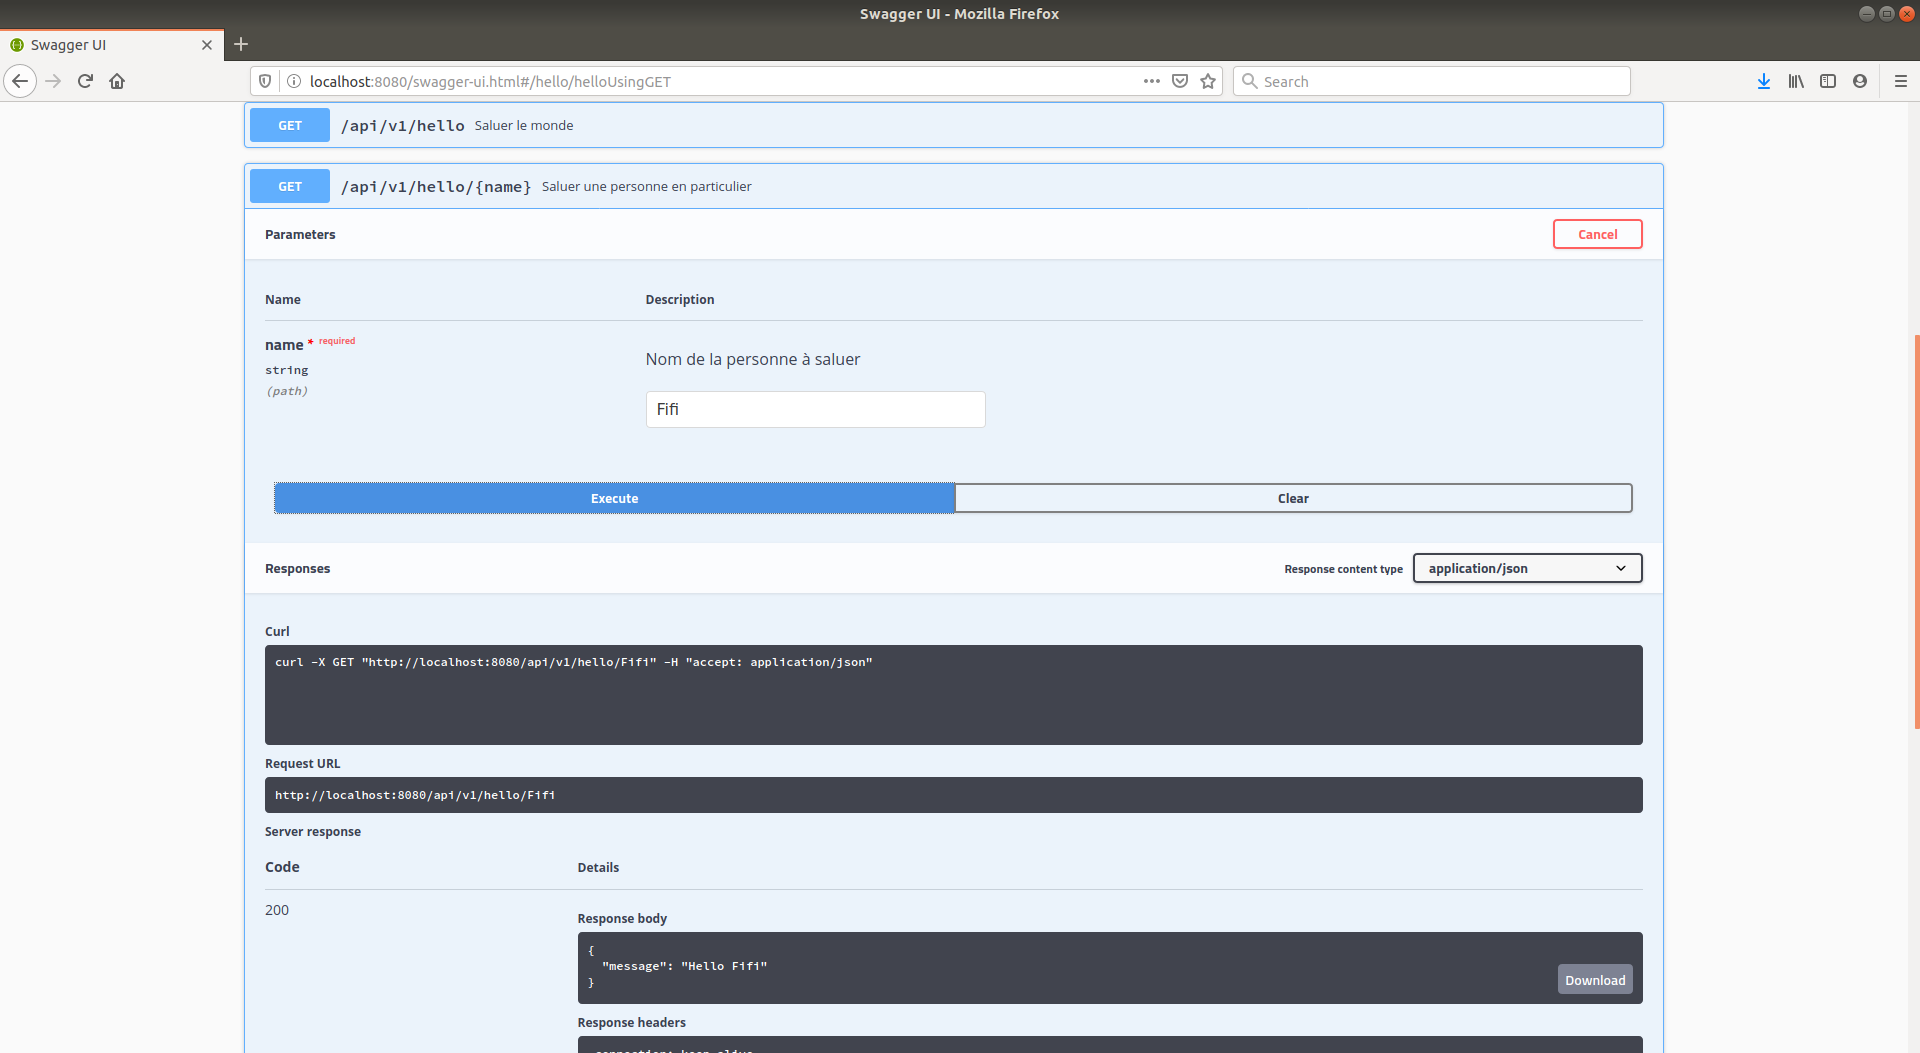 Swagger UI - Mozilla Firefox
Swagger UI
localhost:8080/swagger-ui.html#/hello/helloUsingGET
Search
GET /api/v1/hello Saluer le monde
GET /api/v1/hello/{name} Saluer une personne en particulier
Parameters
Cancel
Name Description
name * required
string
(path)
Nom de la personne à saluer
Fifi
Execute Clear
Responses
Response content type application/json
Curl
curl -X GET "http://localhost:8080/api/v1/hello/Fifi" -H "accept: application/json"
Request URL
http://localhost:8080/api/v1/hello/Fifi
Server response
Code Details
200
Response body
{
"message": "Hello Fifi"
}
Download
Response headers